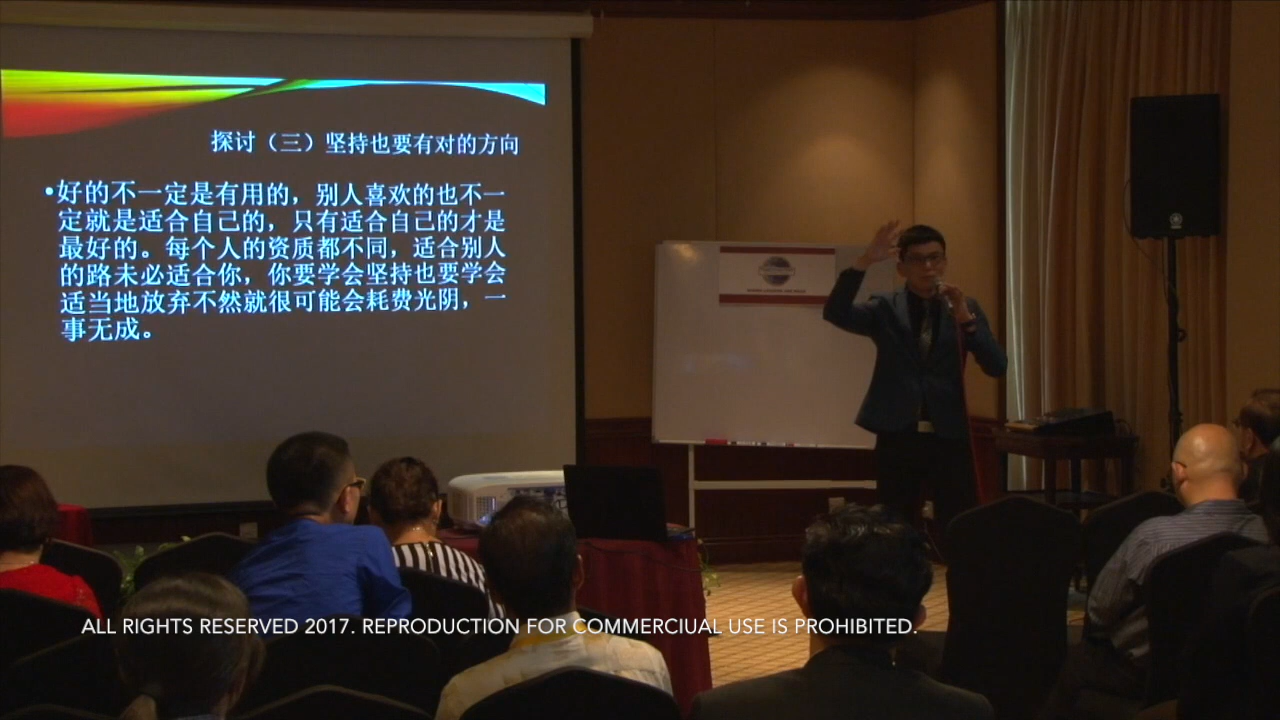 探讨（三）坚持也要有对的方向
•好的不一定是有用的，别人喜欢的也不一
定就是适合自己的，只有适合自己的才是
最好的。每个人的资质都不同，适合别人
的路未必适合你，你要学会坚持也要学会
适当地放弃不然就很可能会耗费光阴，一
事无成。
ALL RIGHTS RESERVED 2017. REPRODUCTION FOR COMMERCIUAL USE IS PROHIBITED.